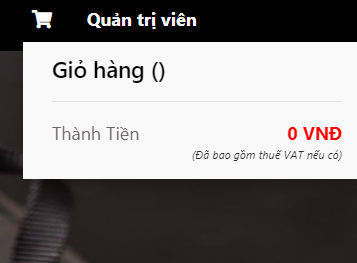 Quản trị viên
Giỏ hàng ()
Thành Tiền 0 VNĐ
(Đã bao gồm thuế VAT nếu có)